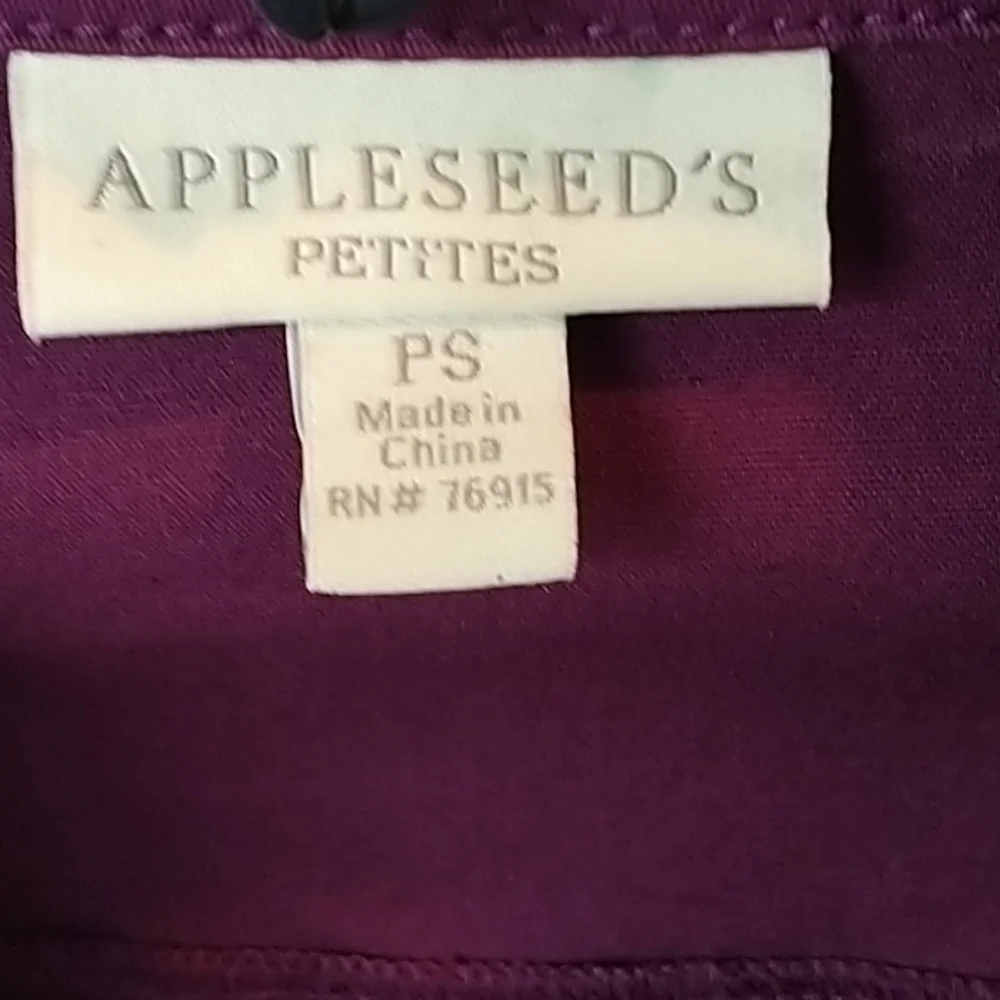 APPLESEED'S
PETITES
PS
Made in
China
RN# 76915